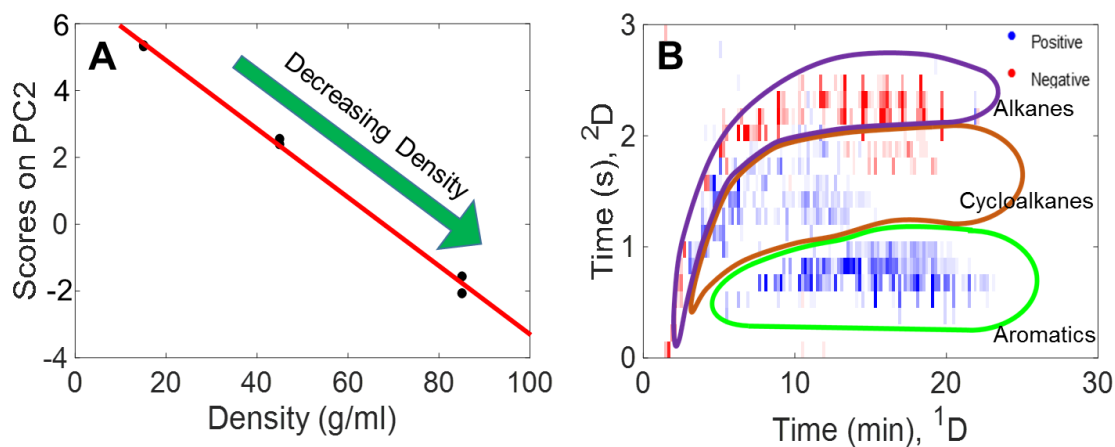 A
6
4
2
0
-2
-4
Scores on PC2
Decreasing Density
0 20 40 60 80 100
Density (g/ml)
B
3
2
1
0
Time (s), ²D
Positive
Negative
Alkanes
Cycloalkanes
Aromatics
0 10 20 30
Time (min), ¹D